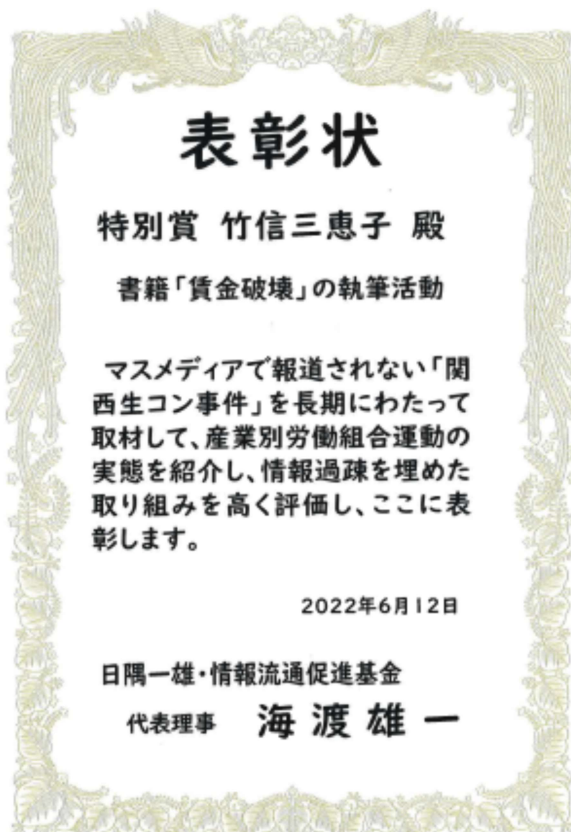 表彰状
特別賞 竹信三恵子 殿
書籍「賃金破壊」の執筆活動
マスメディアで報道されない「関
西生コン事件」を長期にわたって
取材して、産業別労働組合運動の
実態を紹介し、情報過疎を埋めた
取り組みを高く評価し、ここに表
彰します。
2022年6月12日
日隅一雄・情報流通促進基金
代表理事 海渡雄一